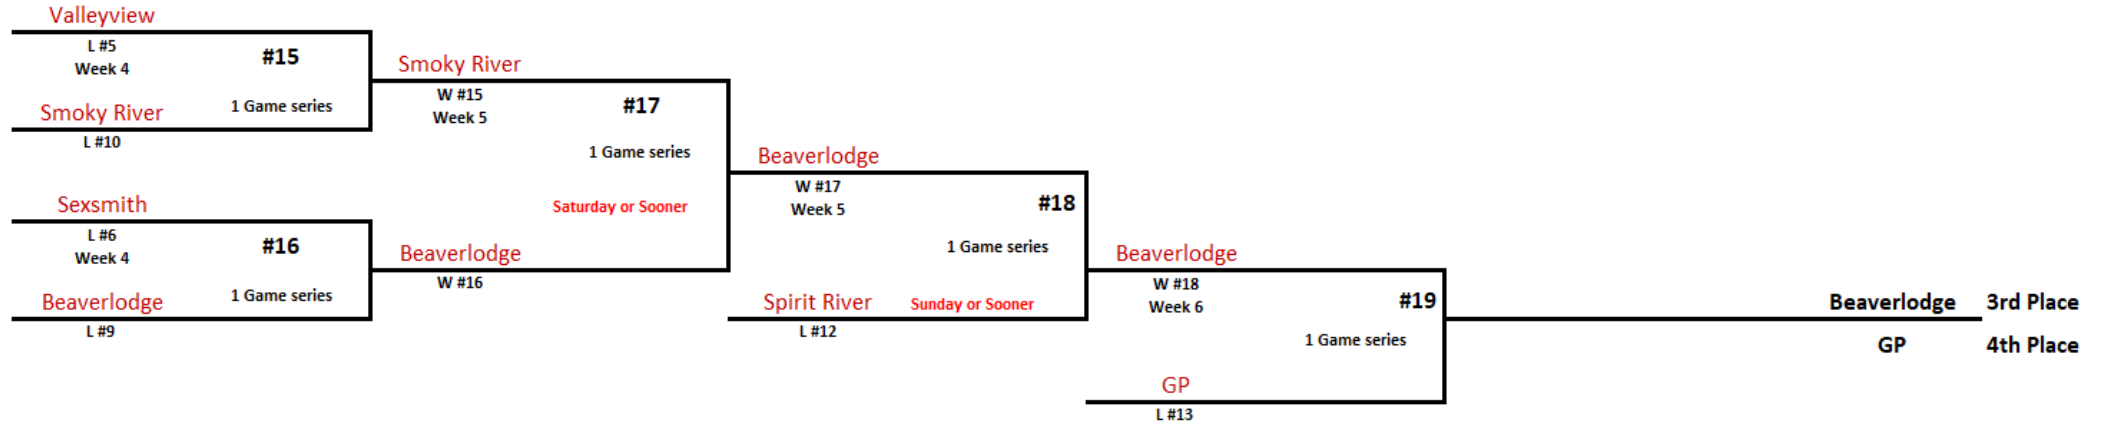 Valleyview
L #5
Week 4
#15
1 Game series
Smoky River
L #10
Sexsmith
L #6
Week 4
#16
1 Game series
Beaverlodge
L #9
Smoky River
W #15
Week 5
#17
1 Game series
Saturday or Sooner
Beaverlodge
W #16
Beaverlodge
W #17
Week 5
#18
1 Game series
Spirit River
Sunday or Sooner
L #12
Beaverlodge
W #18
Week 6
#19
1 Game series
GP
L #13
Beaverlodge 3rd Place
GP 4th Place